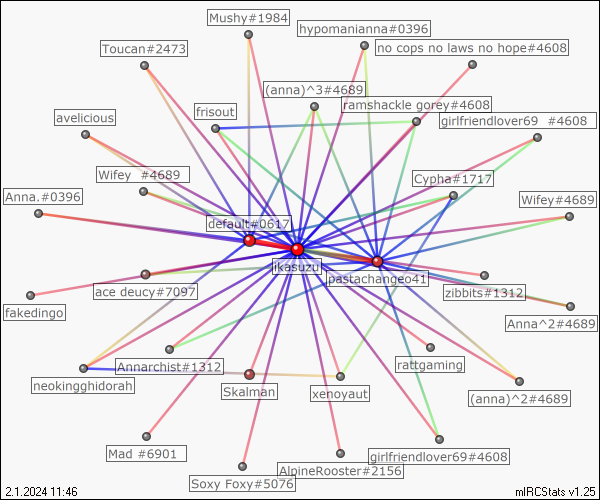 Mushy#1984
hypomanianna#0396
Toucan#2473
no cops no laws no hope#4608
(anna)^3#4689
ramshackle gorey#4608
avelicious
frisout
girlfriendlover69 #4608
Wifey #4689
Cypha#1717
Anna.#0396
default#0617
Wifey#4689
jikasuzu
pastachangeo41
ace deucy#7097
zibbits#1312
fakedingo
Anna^2#4689
Annarchist#1312
rattgaming
neokingghidorah
Skalman
xenoyaut
(anna)^2#4689
Mad #6901
girlfriendlover69#4689
AlpineRooster#2156
Soxy Foxy#5076
2.1.2024 11:46
mIRCStats v1.25